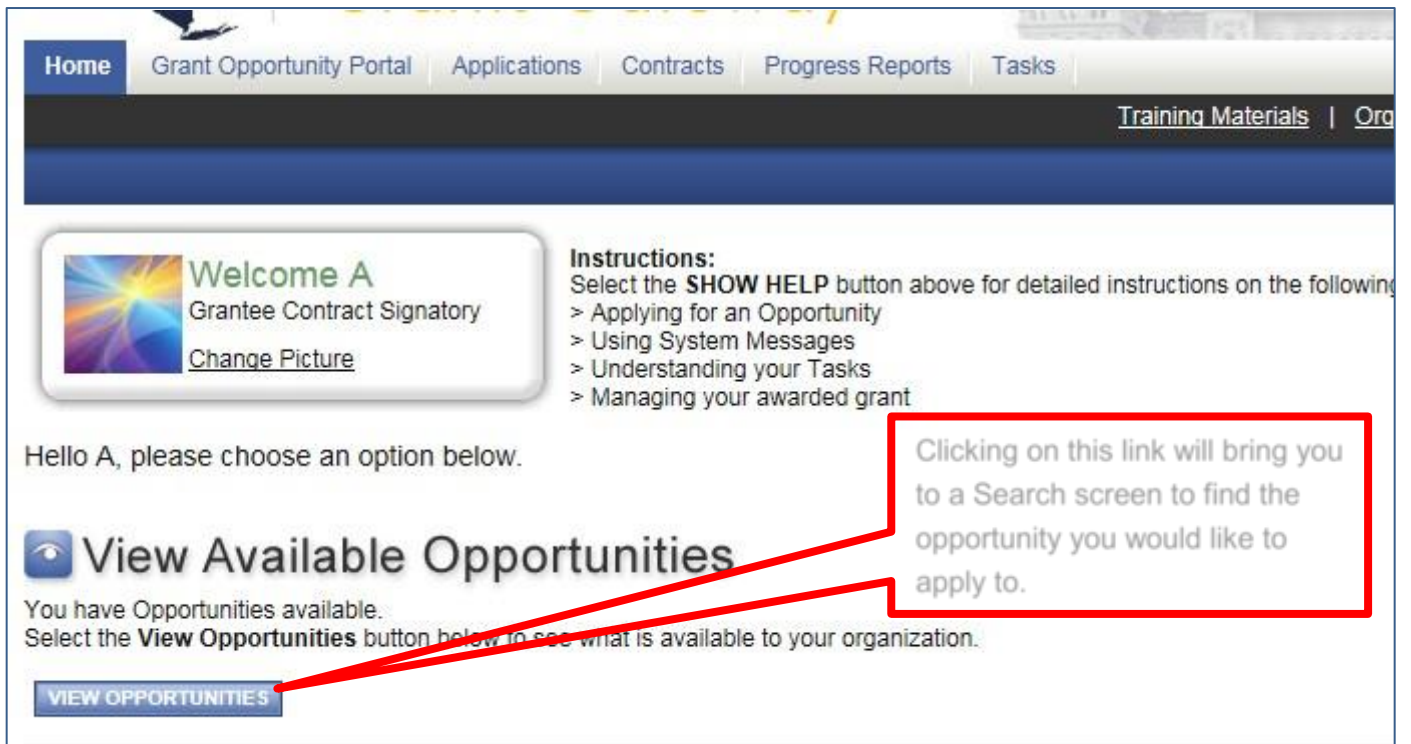 Home Grant Opportunity Portal Applications Contracts Progress Reports Tasks
Training Materials |
Welcome A
Grantee Contract Signatory
Change Picture
Instructions:
Select the SHOW HELP button above for detailed instructions on the following
> Applying for an Opportunity
> Using System Messages
> Understanding your Tasks
> Managing your awarded grant
Hello A, please choose an option below.
Clicking on this link will bring you
to a Search screen to find the
opportunity you would like to
apply to.
View Available Opportunities
You have Opportunities available.
Select the View Opportunities button below to see what is available to your organization.
VIEW OPPORTUNITIES